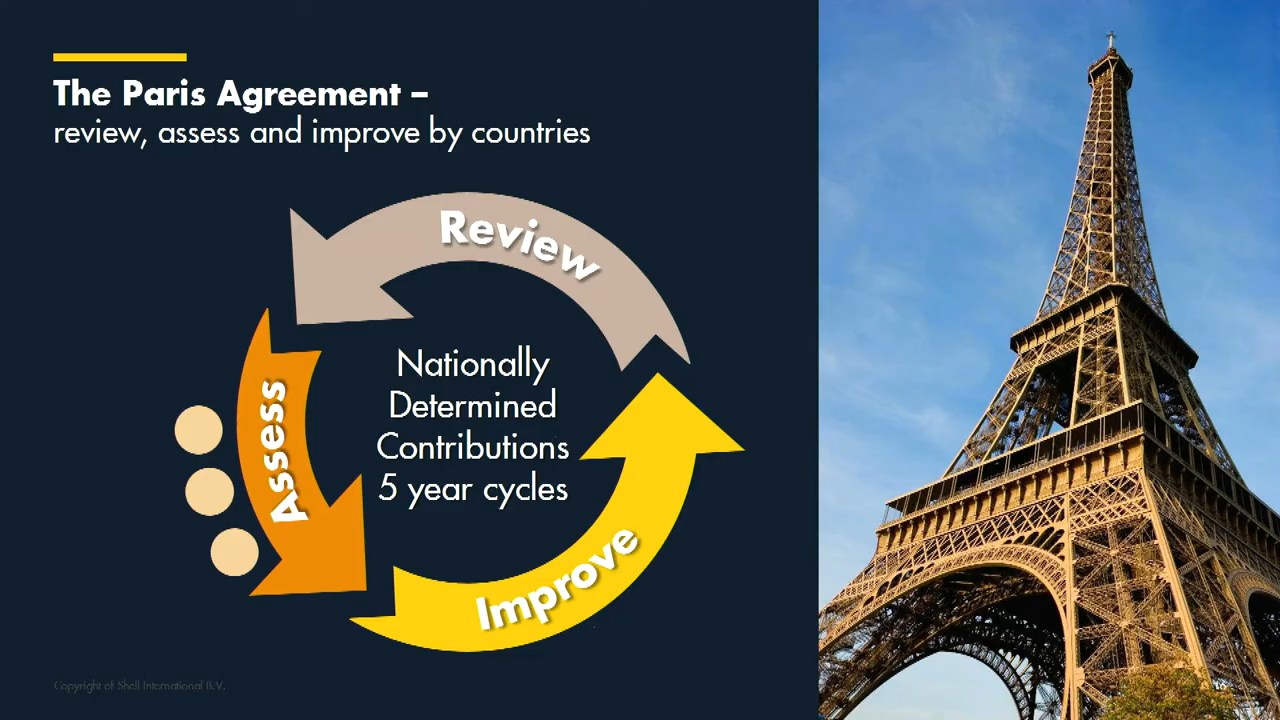 The Paris Agreement –
review, assess and improve by countries
Review
Assess
Nationally
Determined
Contributions
5 year cycles
Improve
Copyright of Shell International B.V.